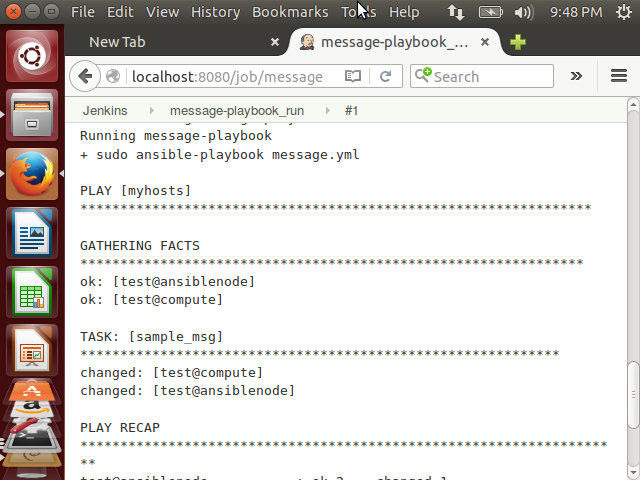 File Edit View History Bookmarks Tools Help 9:48 PM
New Tab message-playbook_...
localhost:8080/job/message Search
Jenkins message-playbook_run #1
Running message-playbook
+ sudo ansible-playbook message.yml
PLAY [myhosts]
****************************************************************
GATHERING FACTS
***************************************************************
ok: [test@ansiblenode]
ok: [test@compute]
TASK: [sample_msg]
************************************************************
changed: [test@compute]
changed: [test@ansiblenode]
PLAY RECAP
******************************************************************
**